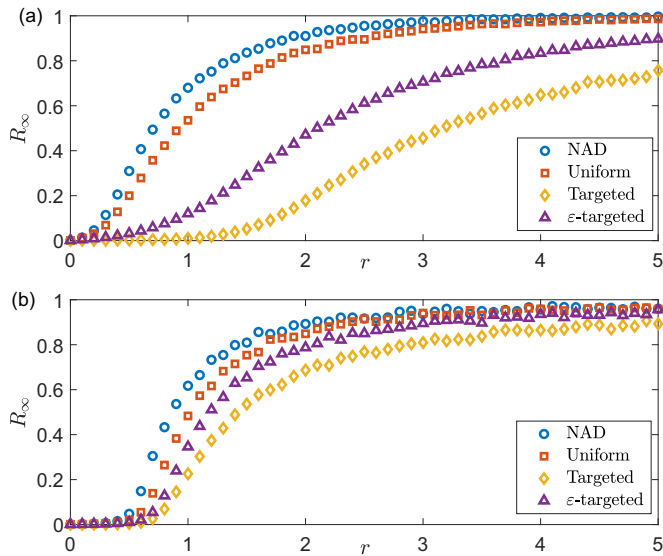 (a)
1
0.8
0.6
0.4
0.2
0
R∞
NAD
Uniform
Targeted
ε-targeted
0 1 2 3 4 5
r
(b)
1
0.8
0.6
0.4
0.2
0
R∞
NAD
Uniform
Targeted
ε-targeted
0 1 2 3 4 5
r